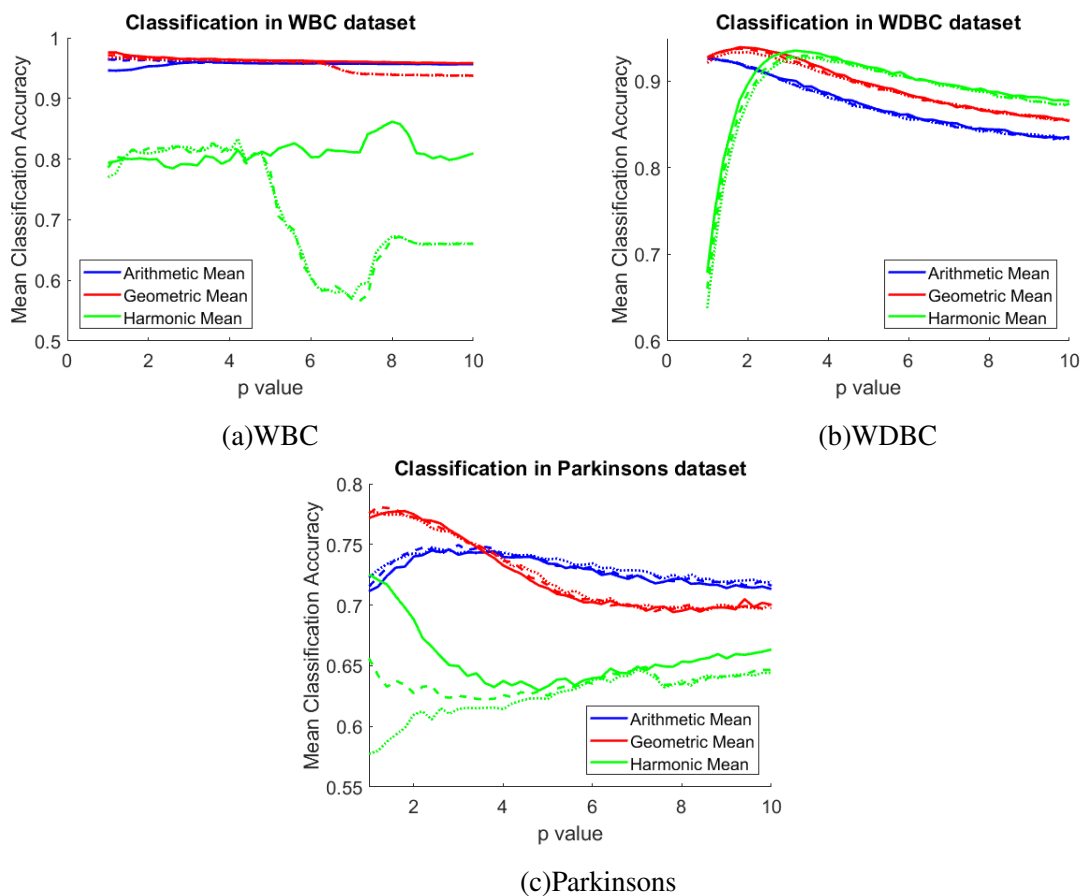 Classification in WBC dataset
Mean Classification Accuracy
1
0.9
0.8
0.7
0.6
0.5
Arithmetic Mean
Geometric Mean
Harmonic Mean
0 2 4 6 8 10
p value
(a)WBC
Classification in WDBC dataset
Mean Classification Accuracy
0.9
0.8
0.7
0.6
Arithmetic Mean
Geometric Mean
Harmonic Mean
0 2 4 6 8 10
p value
(b)WDBC
Classification in Parkinsons dataset
Mean Classification Accuracy
0.8
0.75
0.7
0.65
0.6
0.55
Arithmetic Mean
Geometric Mean
Harmonic Mean
2 4 6 8 10
p value
(c)Parkinsons